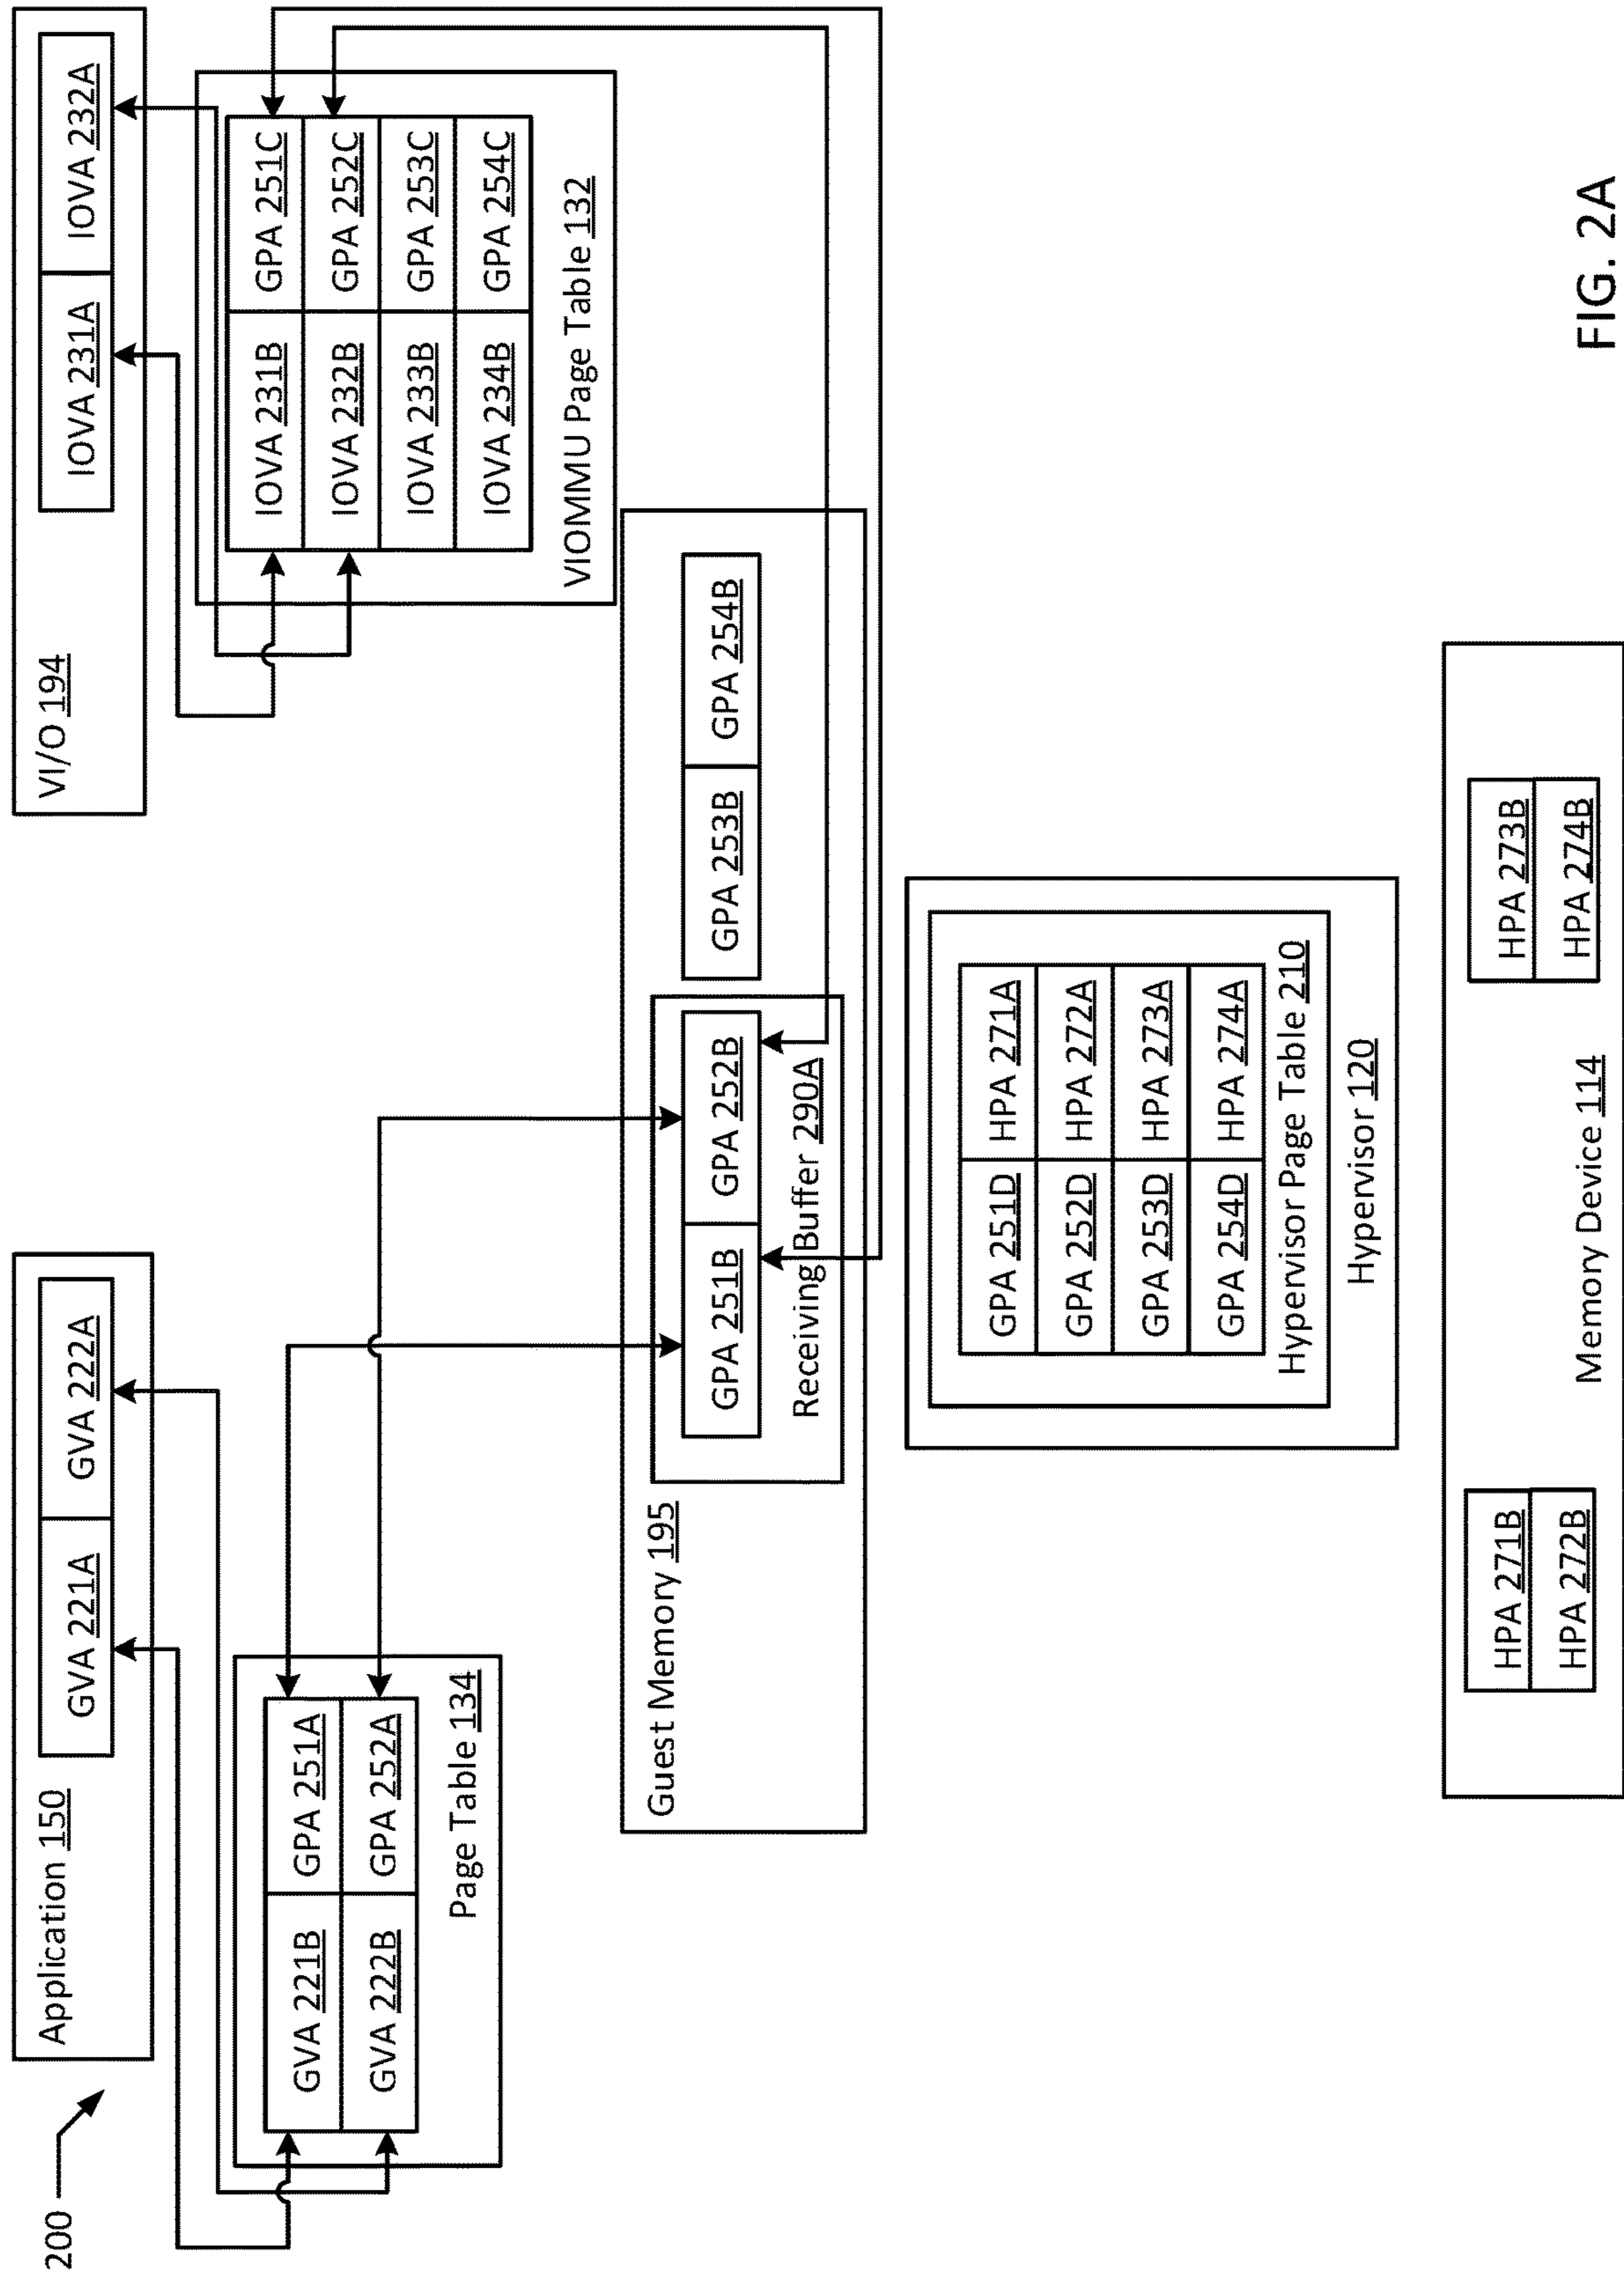 200
Application 150
GVA 221A GVA 222A
VI/O 194
IOVA 231A IOVA 232A
GVA 221B GPA 251A
GVA 222B GPA 252A
Page Table 134
IOVA 231B GPA 251C
IOVA 232B GPA 252C
IOVA 233B GPA 253C
IOVA 234B GPA 254C
VIOMMU Page Table 132
Guest Memory 195
GPA 251B GPA 252B
Receiving Buffer 290A
GPA 253B GPA 254B
GPA 251D HPA 271A
GPA 252D HPA 272A
GPA 253D HPA 273A
GPA 254D HPA 274A
Hypervisor Page Table 210
Hypervisor 120
HPA 271B
HPA 272B
Memory Device 114
HPA 273B
HPA 274B
FIG. 2A